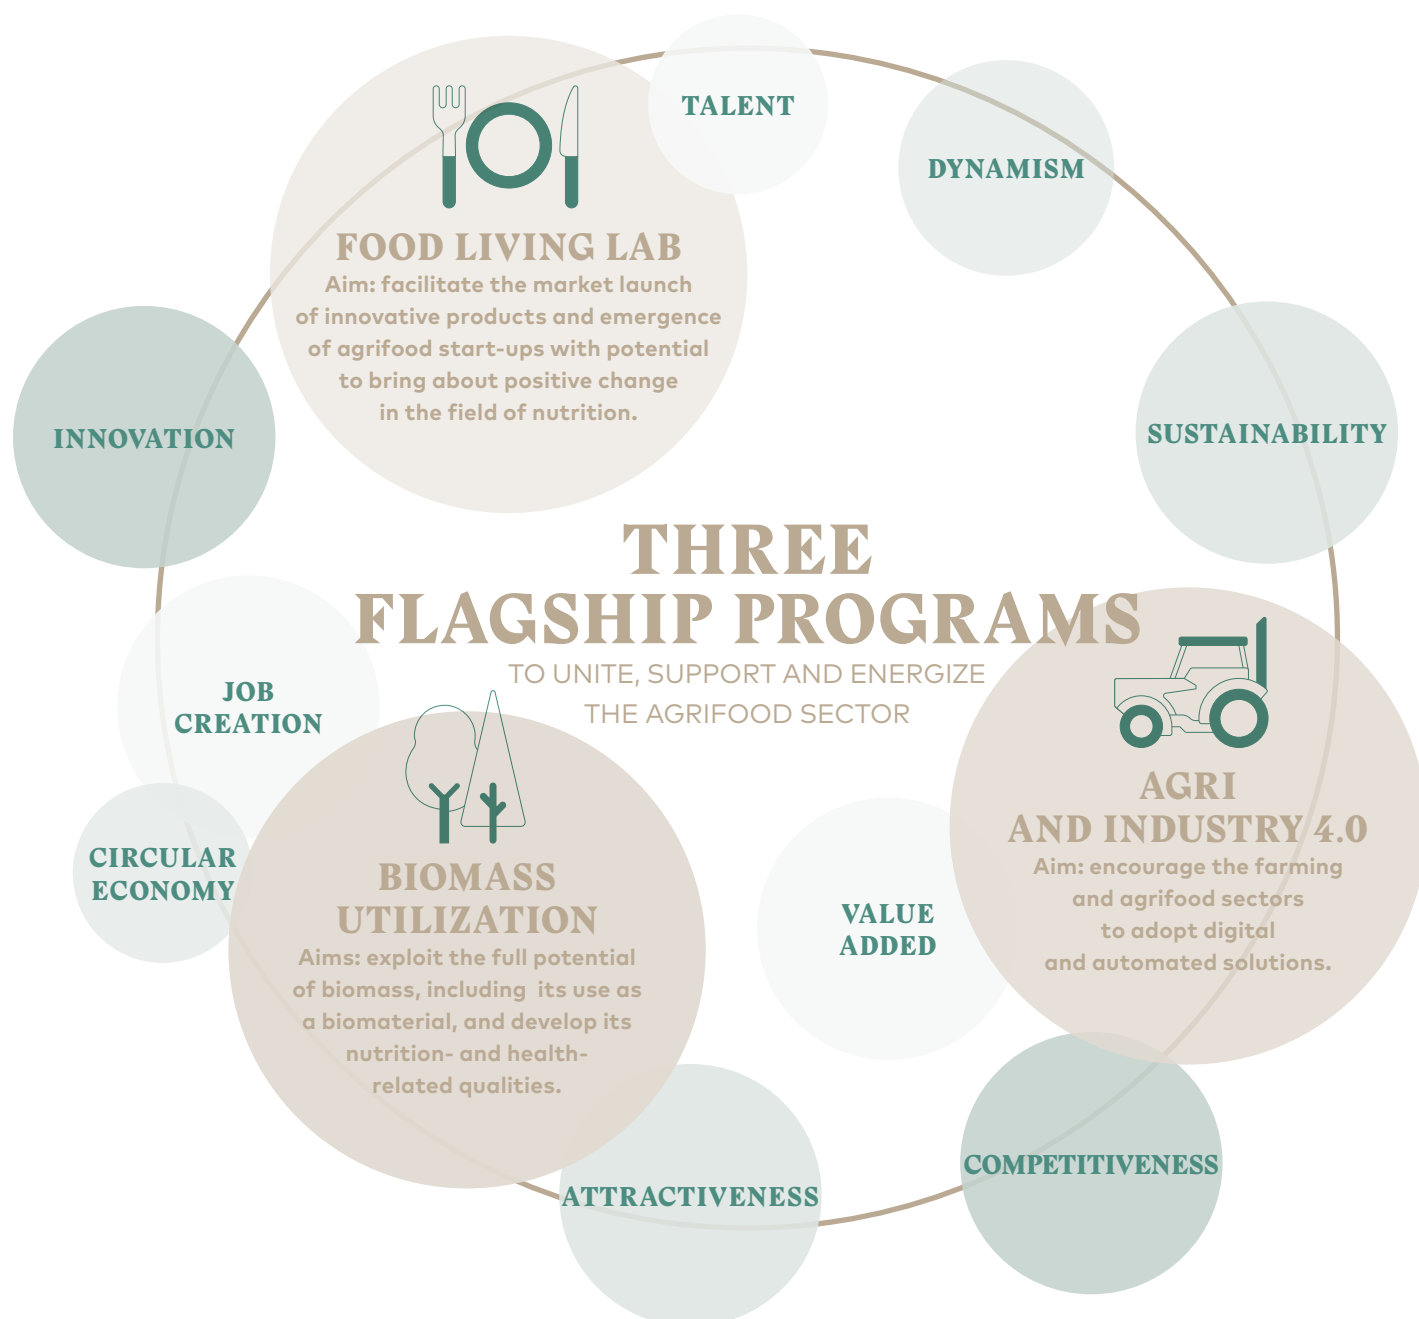 TALENT
DYNAMISM
FOOD LIVING LAB
Aim: facilitate the market launch
of innovative products and emergence
of agrifood start-ups with potential
to bring about positive change
in the field of nutrition.
INNOVATION
SUSTAINABILITY
THREE
FLAGSHIP PROGRAMS
TO UNITE, SUPPORT AND ENERGIZE
THE AGRIFOOD SECTOR
JOB
CREATION
AGRI
AND INDUSTRY 4.0
Aim: encourage the farming
and agrifood sectors
to adopt digital
and automated solutions.
CIRCULAR
ECONOMY
BIOMASS
UTILIZATION
Aims: exploit the full potential
of biomass, including  its use as
a biomaterial, and develop its
nutrition- and health-
related qualities.
VALUE
ADDED
COMPETITIVENESS
ATTRACTIVENESS